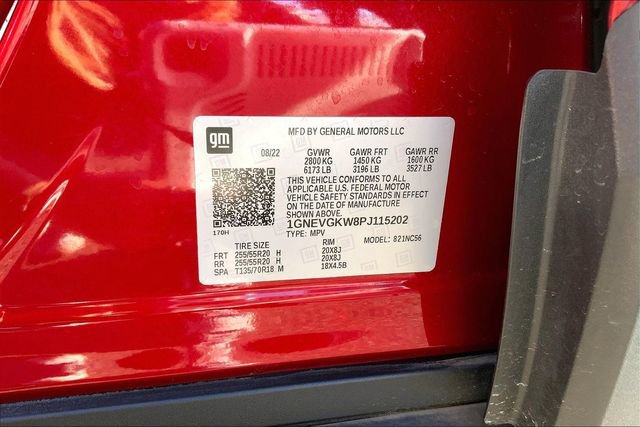 gm
MFD BY GENERAL MOTORS LLC
08/22 GVWR GAWR FRT GAWR RR
2800 KG 1450 KG 1600 KG
6173 LB 3196 LB 3527 LB
THIS VEHICLE CONFORMS TO ALL
APPLICABLE U.S. FEDERAL MOTOR
VEHICLE SAFETY STANDARDS IN EFFECT
ON THE DATE OF MANUFACTURE
SHOWN ABOVE.
1GNEVGKW8PJ115202
170H
TYPE: MPV MODEL: 821NC56
TIRE SIZE RIM
FRT 255/55R20 H 20X8J
RR 255/55R20 H 20X8J
SPA T135/70R18 M 18X4.5B